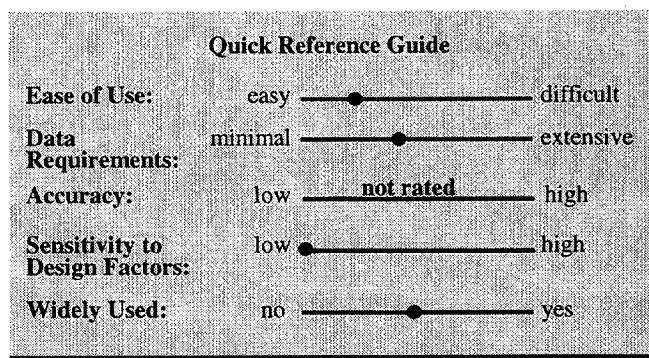 Quick Reference Guide
Ease of Use: easy difficult
Data
Requirements: minimal extensive
Accuracy: low not rated high
Sensitivity to
Design Factors: low high
Widely Used: no yes